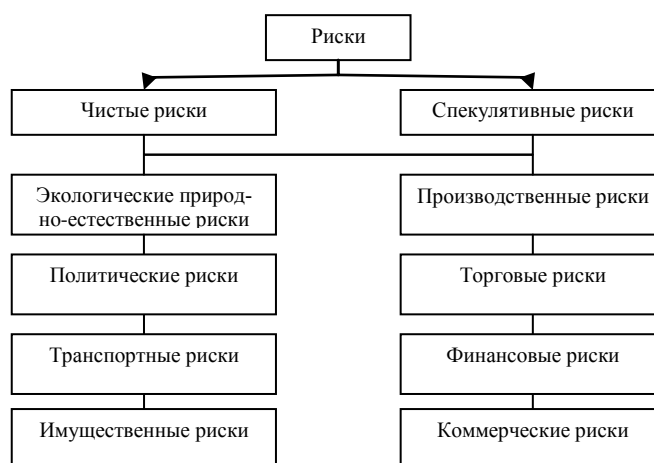 Риски
Чистые риски
Спекулятивные риски
Экологические природ-
но-естественные риски
Производственные риски
Политические риски
Торговые риски
Транспортные риски
Финансовые риски
Имущественные риски
Коммерческие риски